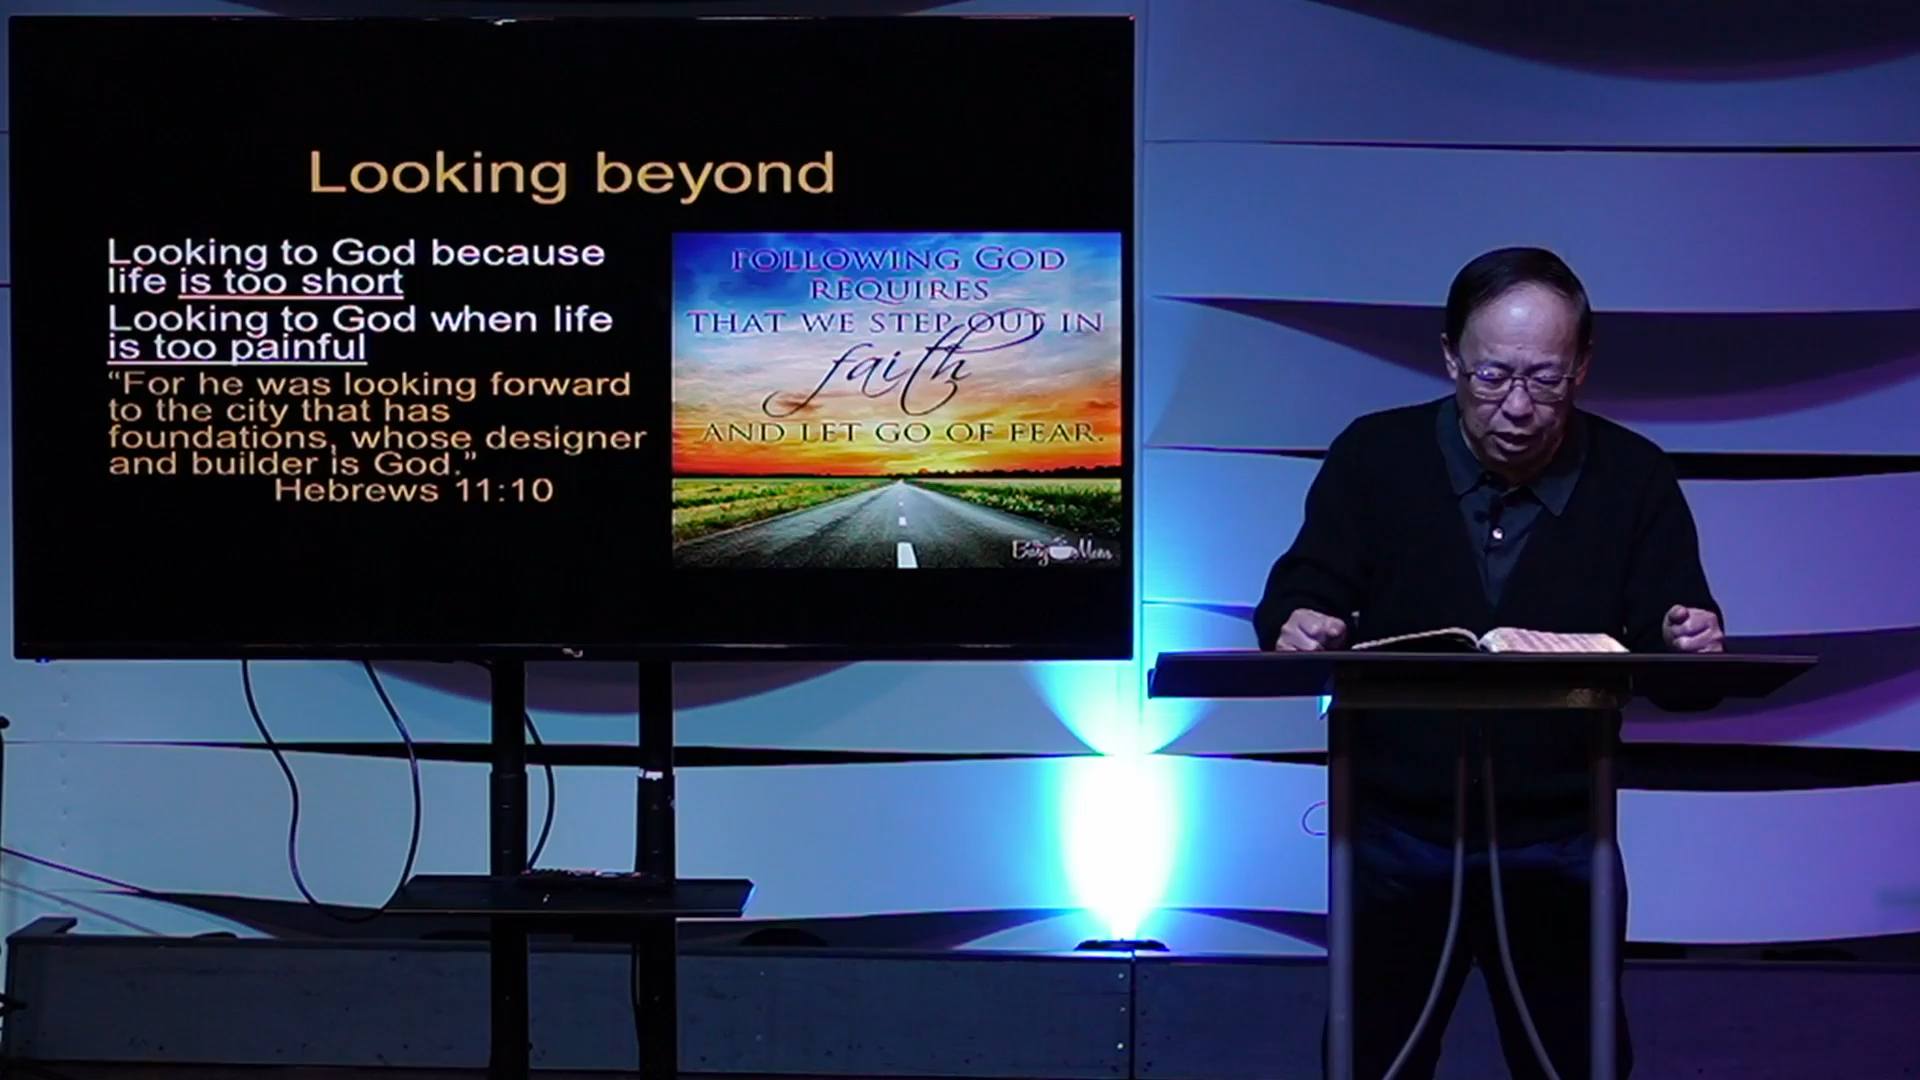 Looking beyond
Looking to God because
life is too short
Looking to God when life
is too painful
“For he was looking forward
to the city that has
foundations, whose designer
and builder is God.”
Hebrews 11:10
FOLLOWING GOD
REQUIRES
THAT WE STEP OUT IN
faith
AND LET GO OF FEAR.
Busy Mom